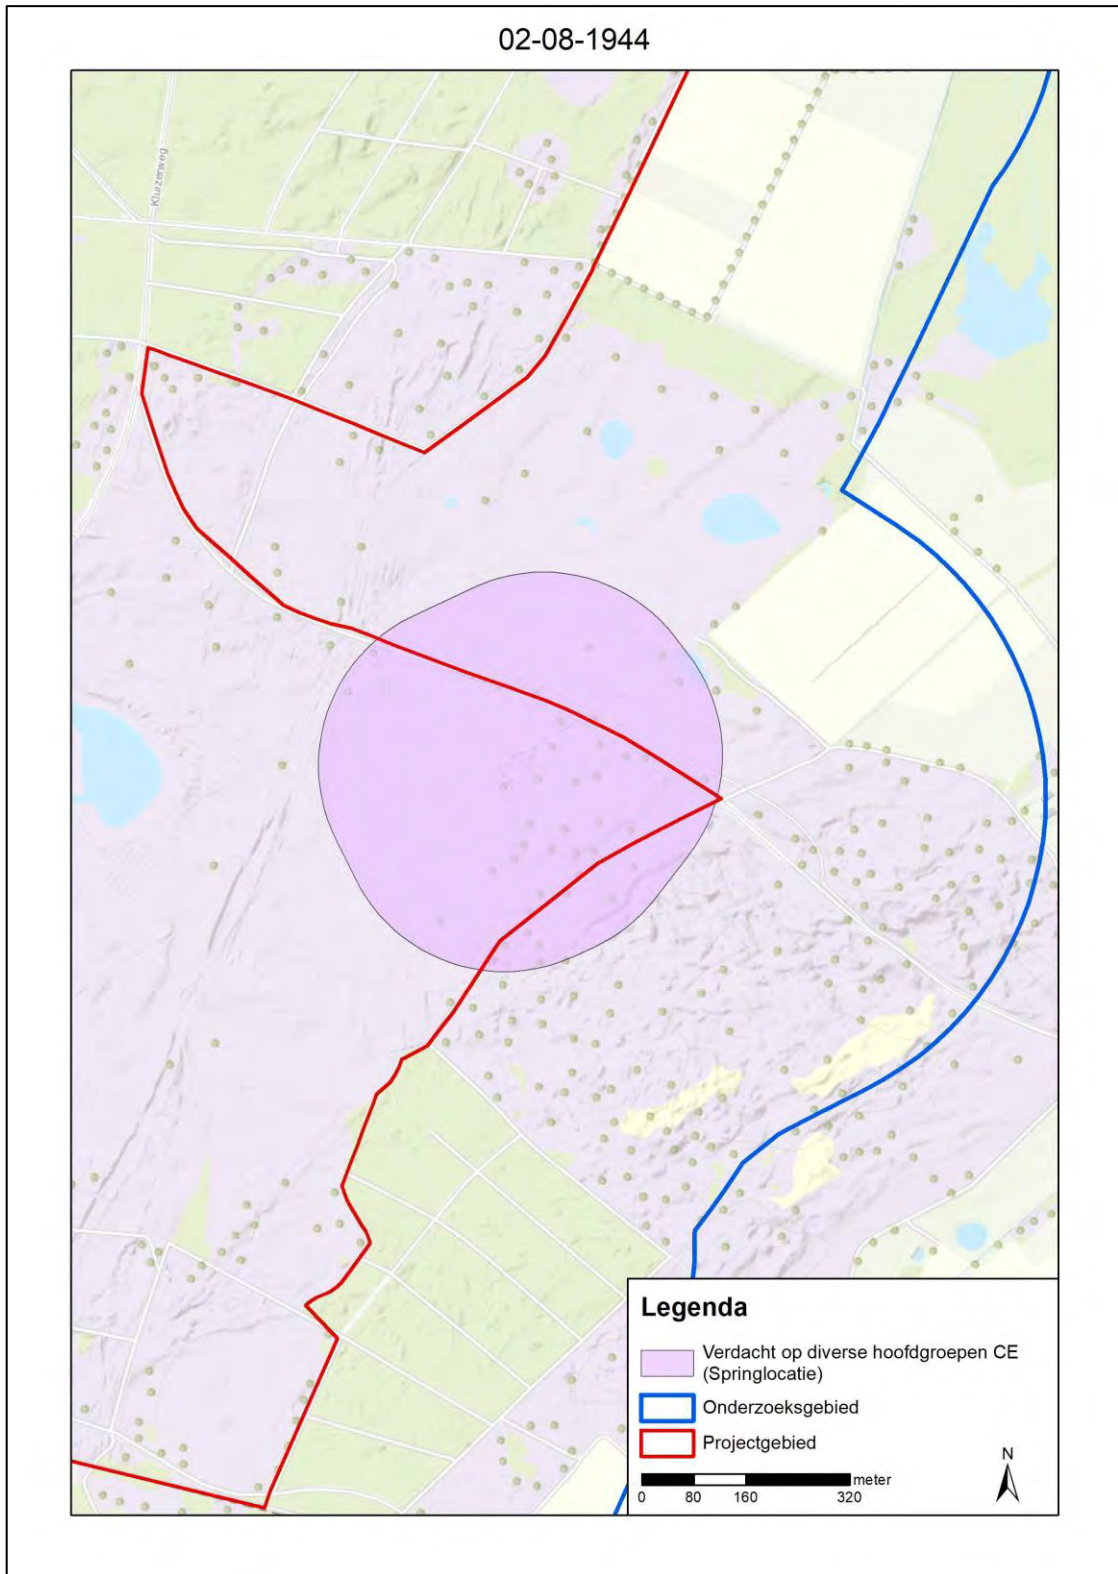 02-08-1944
Kluizerweg
Legenda
Verdacht op diverse hoofdgroepen CE
(Springlocatie)
Onderzoeksgebied
Projectgebied
N
meter
0 80 160 320